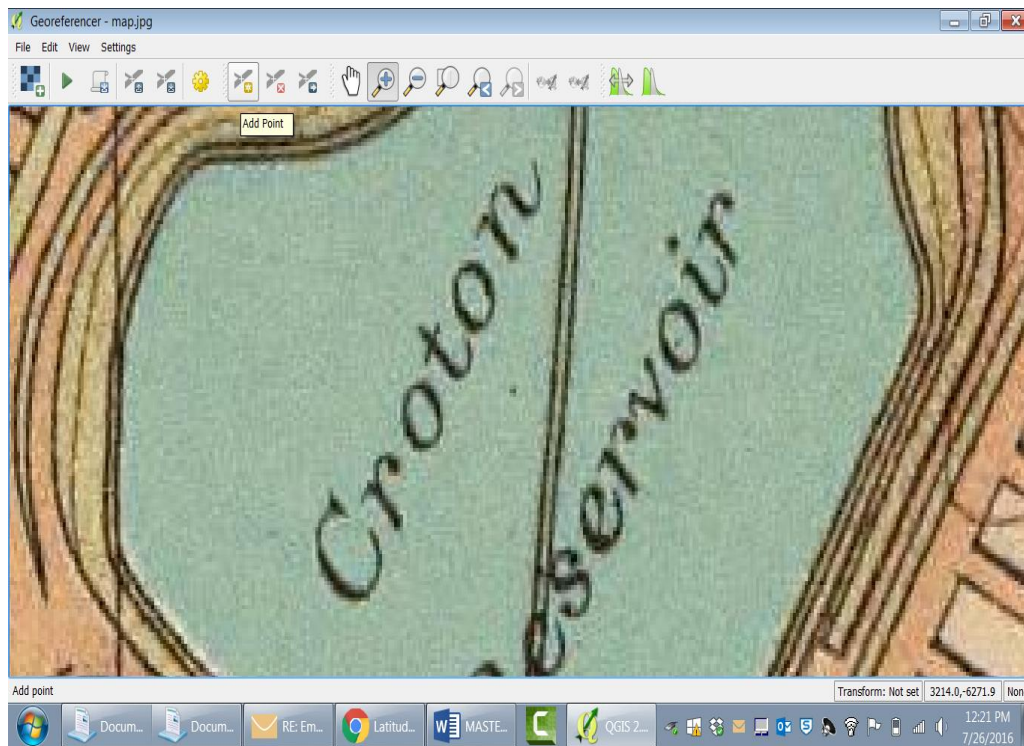 Georeferencer - map.jpg
File Edit View Settings
Add Point
Croton
servoir
Add point
Transform: Not set
3214.0,-6271.9
Non
Docum...
Docum...
RE: Em...
Latitud...
MASTE...
QGIS 2...
12:21 PM
7/26/2016